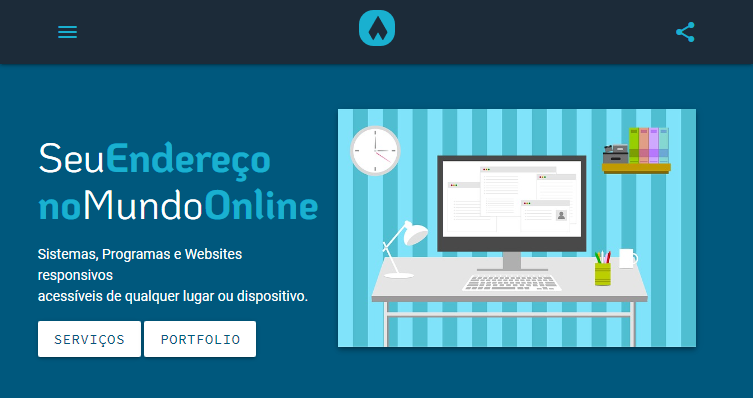 SeuEndereço
noMundoOnline
Sistemas, Programas e Websites
responsivos
acessíveis de qualquer lugar ou dispositivo.
SERVIÇOS PORTFOLIO